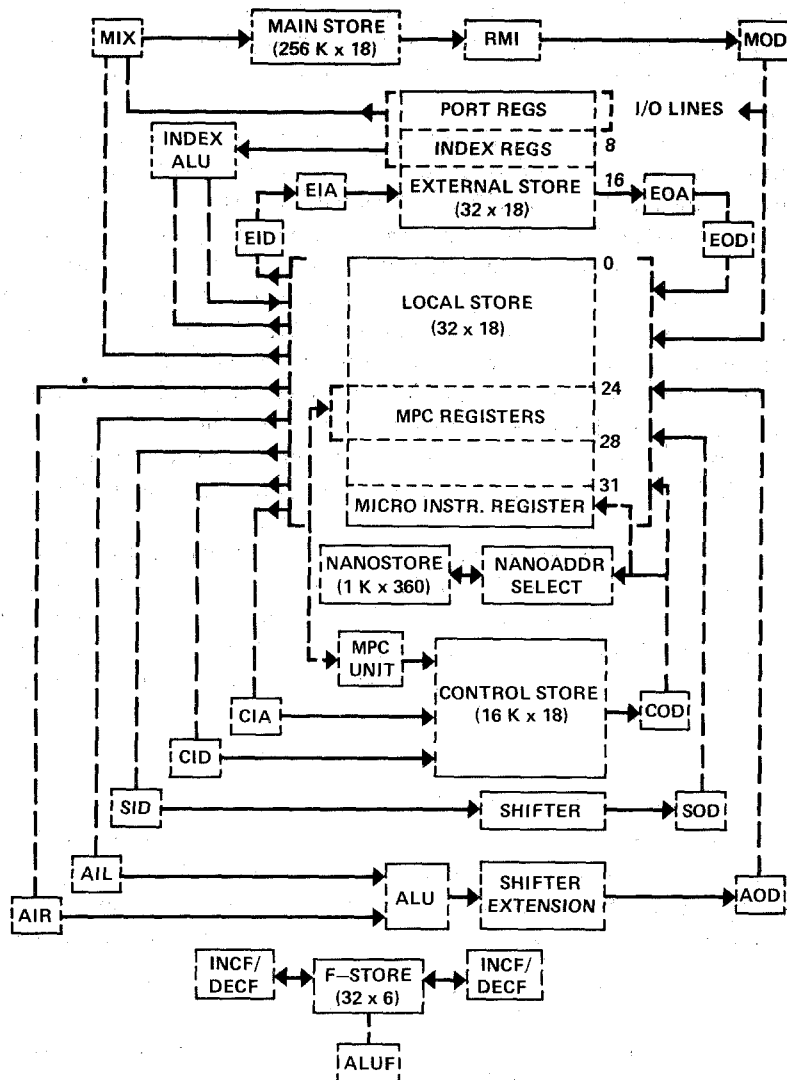 MIX
MAIN STORE
(256 K x 18)
RMI
MOD
PORT REGS
I/O LINES
INDEX
ALU
INDEX REGS
8
EIA
EXTERNAL STORE
(32 x 18)
16
EOA
EID
EOD
0
LOCAL STORE
(32 x 18)
24
MPC REGISTERS
28
31
MICRO INSTR. REGISTER
NANOSTORE
(1 K x 360)
NANOADDR
SELECT
MPC
UNIT
CONTROL STORE
(16 K x 18)
CIA
COD
CID
SID
SHIFTER
SOD
AIL
ALU
SHIFTER
EXTENSION
AOD
AIR
INCF/
DECF
F-STORE
(32 x 6)
INCF/
DECF
ALUF